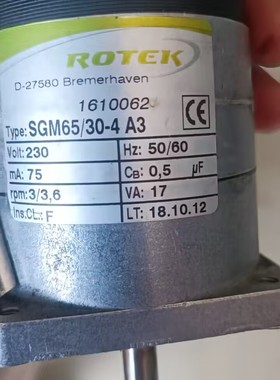 ROTEK
D-27580 Bremerhaven
1610062
CE
Type: SGM65/30-4 A3
Volt: 230 Hz: 50/60
mA: 75 CB: 0,5 µF
rpm: 3/3,6 VA: 17
Ins.CL.: F LT: 18.10.12